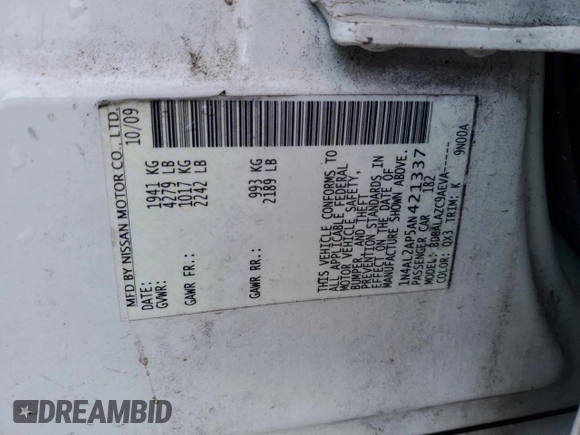 MFD BY NISSAN MOTOR CO., LTD.
DATE: 10/09
GVWR: 1941 KG
4279 LB
GAWR FR.: 1017 KG
2242 LB
GAWR RR.: 993 KG
2189 LB
THIS VEHICLE CONFORMS TO
ALL APPLICABLE FEDERAL
MOTOR VEHICLE SAFETY,
BUMPER, AND THEFT
PREVENTION STANDARDS IN
EFFECT ON THE DATE OF
MANUFACTURE SHOWN ABOVE.
1N4AL2AP5AN421337
PASSENGER CAR 182
MODEL: BDBALAZC9AEVA-----
COLOR: QX3 TRIM: K 9N00A
DREAMBID